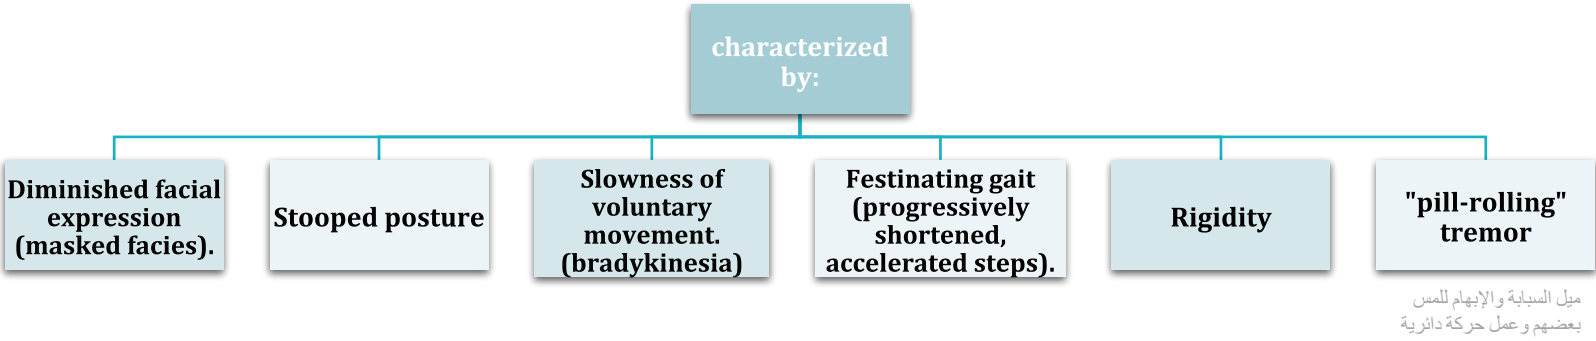 characterized
by:
Diminished facial
expression
(masked facies).
Stooped posture
Slowness of
voluntary
movement.
(bradykinesia)
Festinating gait
(progressively
shortened,
accelerated steps).
Rigidity
"pill-rolling"
tremor
ميل السبابة والإبهام للمس
بعضهم وعمل حركة دائرية